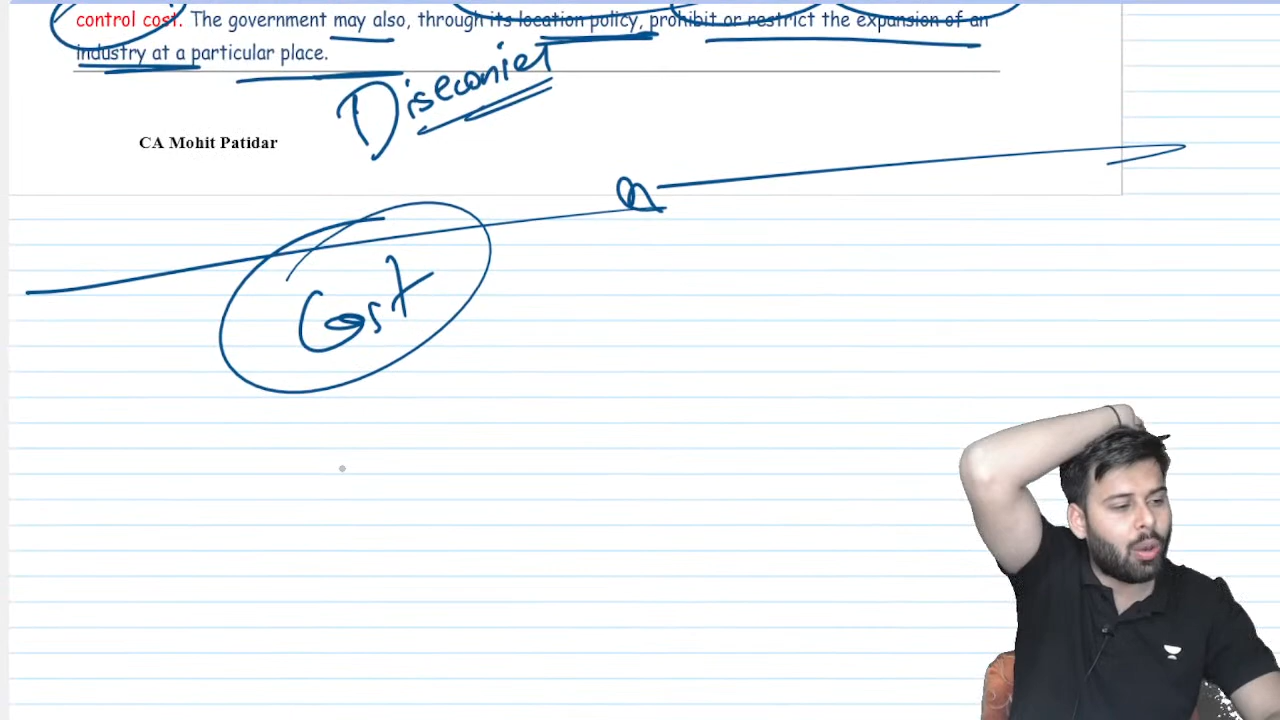 control cost. The government may also, through its location policy, prohibit or restrict the expansion of an
industry at a particular place.
CA Mohit Patidar
Cost